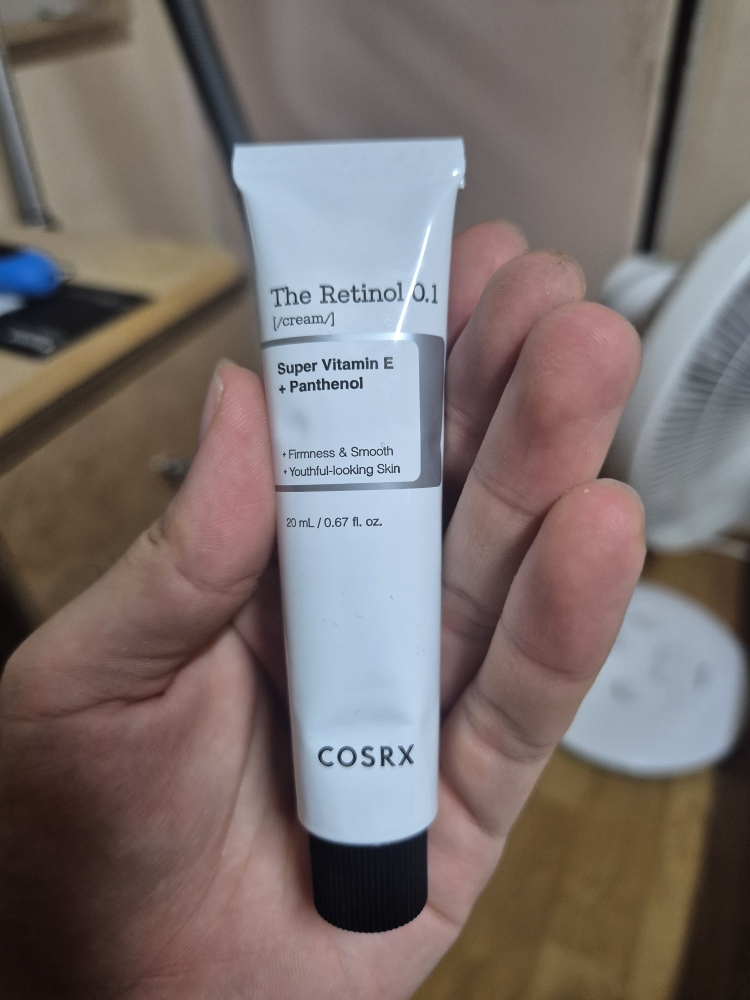 The Retinol 0.1
[/cream/]
Super Vitamin E
+ Panthenol
+ Firmness & Smooth
+ Youthful-looking Skin
20 mL / 0.67 fl. oz.
COSRX